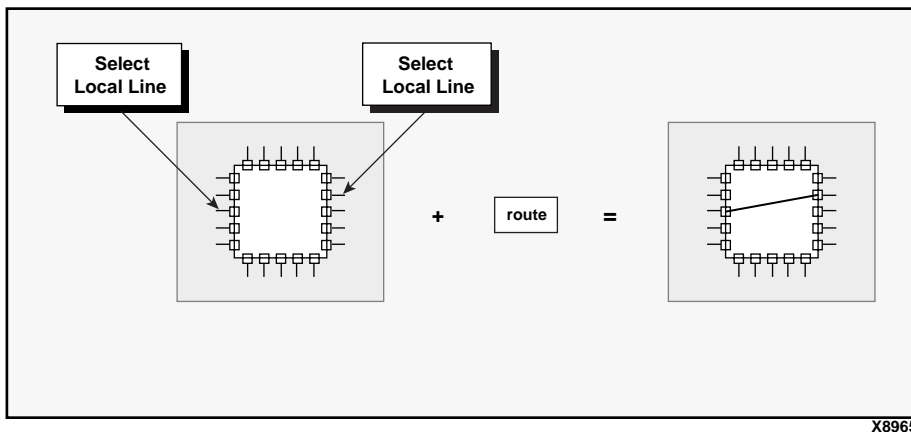 Select
Local Line
Select
Local Line
+
route
=
X8965